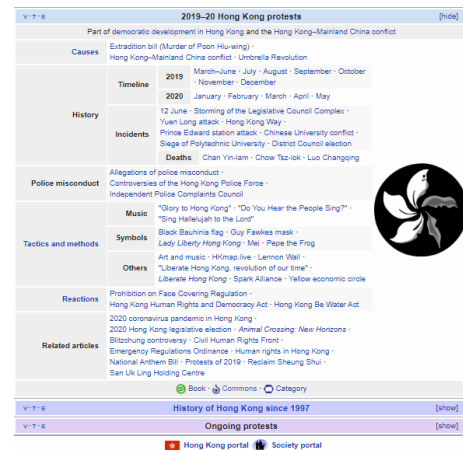 V · T · E 2019–20 Hong Kong protests [hide]
Part of democratic development in Hong Kong and the Hong Kong–Mainland China conflict
Causes
Extradition bill (Murder of Poon Hiu-wing) ·
Hong Kong–Mainland China conflict · Umbrella Revolution
History
Timeline
2019
March–June · July · August · September · October
· November · December
2020
January · February · March · April · May
Incidents
12 June · Storming of the Legislative Council Complex ·
Yuen Long attack · Hong Kong Way ·
Prince Edward station attack · Chinese University conflict ·
Siege of Polytechnic University · District Council election
Deaths
Chan Yin-lam · Chow Tsz-lok · Luo Changqing
Police misconduct
Allegations of police misconduct ·
Controversies of the Hong Kong Police Force ·
Independent Police Complaints Council
Tactics and methods
Music
"Glory to Hong Kong" · "Do You Hear the People Sing?" ·
"Sing Hallelujah to the Lord"
Symbols
Black Bauhinia flag · Guy Fawkes mask ·
Lady Liberty Hong Kong · Mei · Pepe the Frog
Others
Art and music · HKmap.live · Lennon Wall ·
"Liberate Hong Kong, revolution of our time" ·
Liberate Hong Kong · Spark Alliance · Yellow economic circle
Reactions
Prohibition on Face Covering Regulation ·
Hong Kong Human Rights and Democracy Act · Hong Kong Be Water Act
Related articles
2020 coronavirus pandemic in Hong Kong ·
2020 Hong Kong legislative election · Animal Crossing: New Horizons ·
Blitzchung controversy · Civil Human Rights Front ·
Emergency Regulations Ordinance · Human rights in Hong Kong ·
National Anthem Bill · Protests of 2019 · Reclaim Sheung Shui ·
San Uk Ling Holding Centre
Book · Commons · Category
V · T · E History of Hong Kong since 1997 [show]
V · T · E Ongoing protests [show]
Hong Kong portal Society portal